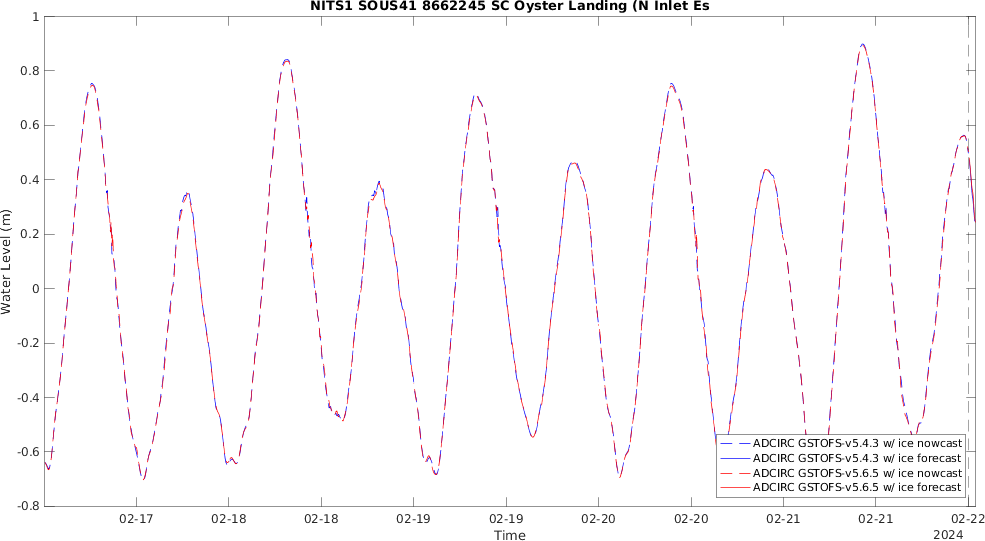 NITS1 SOUS41 8662245 SC Oyster Landing (N Inlet Es
1
0.8
0.6
0.4
0.2
0
-0.2
-0.4
-0.6
-0.8
Water Level (m)
ADCIRC GSTOFS-v5.4.3 w/ ice nowcast
ADCIRC GSTOFS-v5.4.3 w/ ice forecast
ADCIRC GSTOFS-v5.6.5 w/ ice nowcast
ADCIRC GSTOFS-v5.6.5 w/ ice forecast
02-17 02-18 02-18 02-19 02-19 02-20 02-20 02-21 02-21 02-22
Time
2024